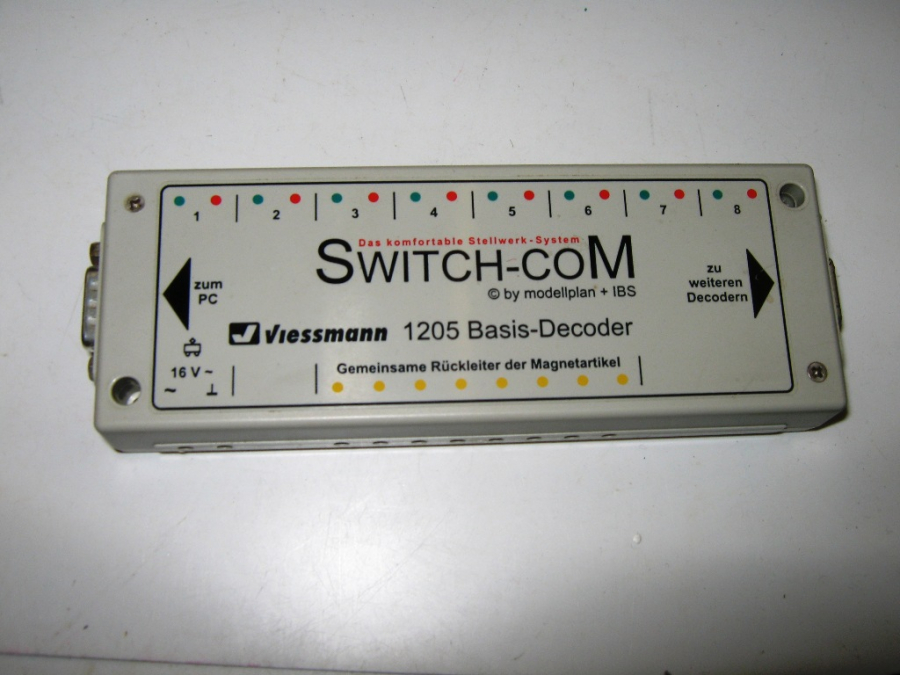 1 2 3 4 5 6 7 8
Das komfortable Stellwerk-System
SWITCH-COM
© by modellplan + IBS
zum
PC
zu
weiteren
Decodern
Viessmann 1205 Basis-Decoder
16 V ~
~ ⊥
Gemeinsame Rückleiter der Magnetartikel